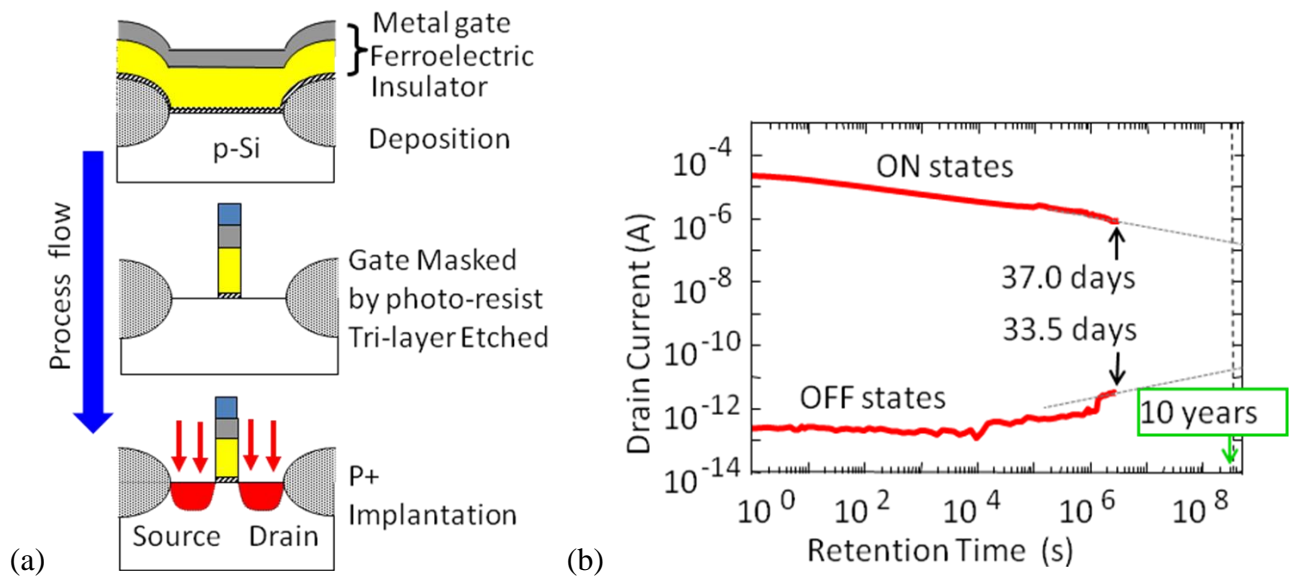 Metal gate
Ferroelectric
Insulator
Deposition
p-Si
Process flow
Gate Masked
by photo-resist
Tri-layer Etched
P+
Implantation
Source Drain
(a)
Drain Current (A)
10^-4
10^-6
10^-8
10^-10
10^-12
10^-14
ON states
37.0 days
33.5 days
OFF states
10 years
10^0 10^2 10^4 10^6 10^8
Retention Time (s)
(b)